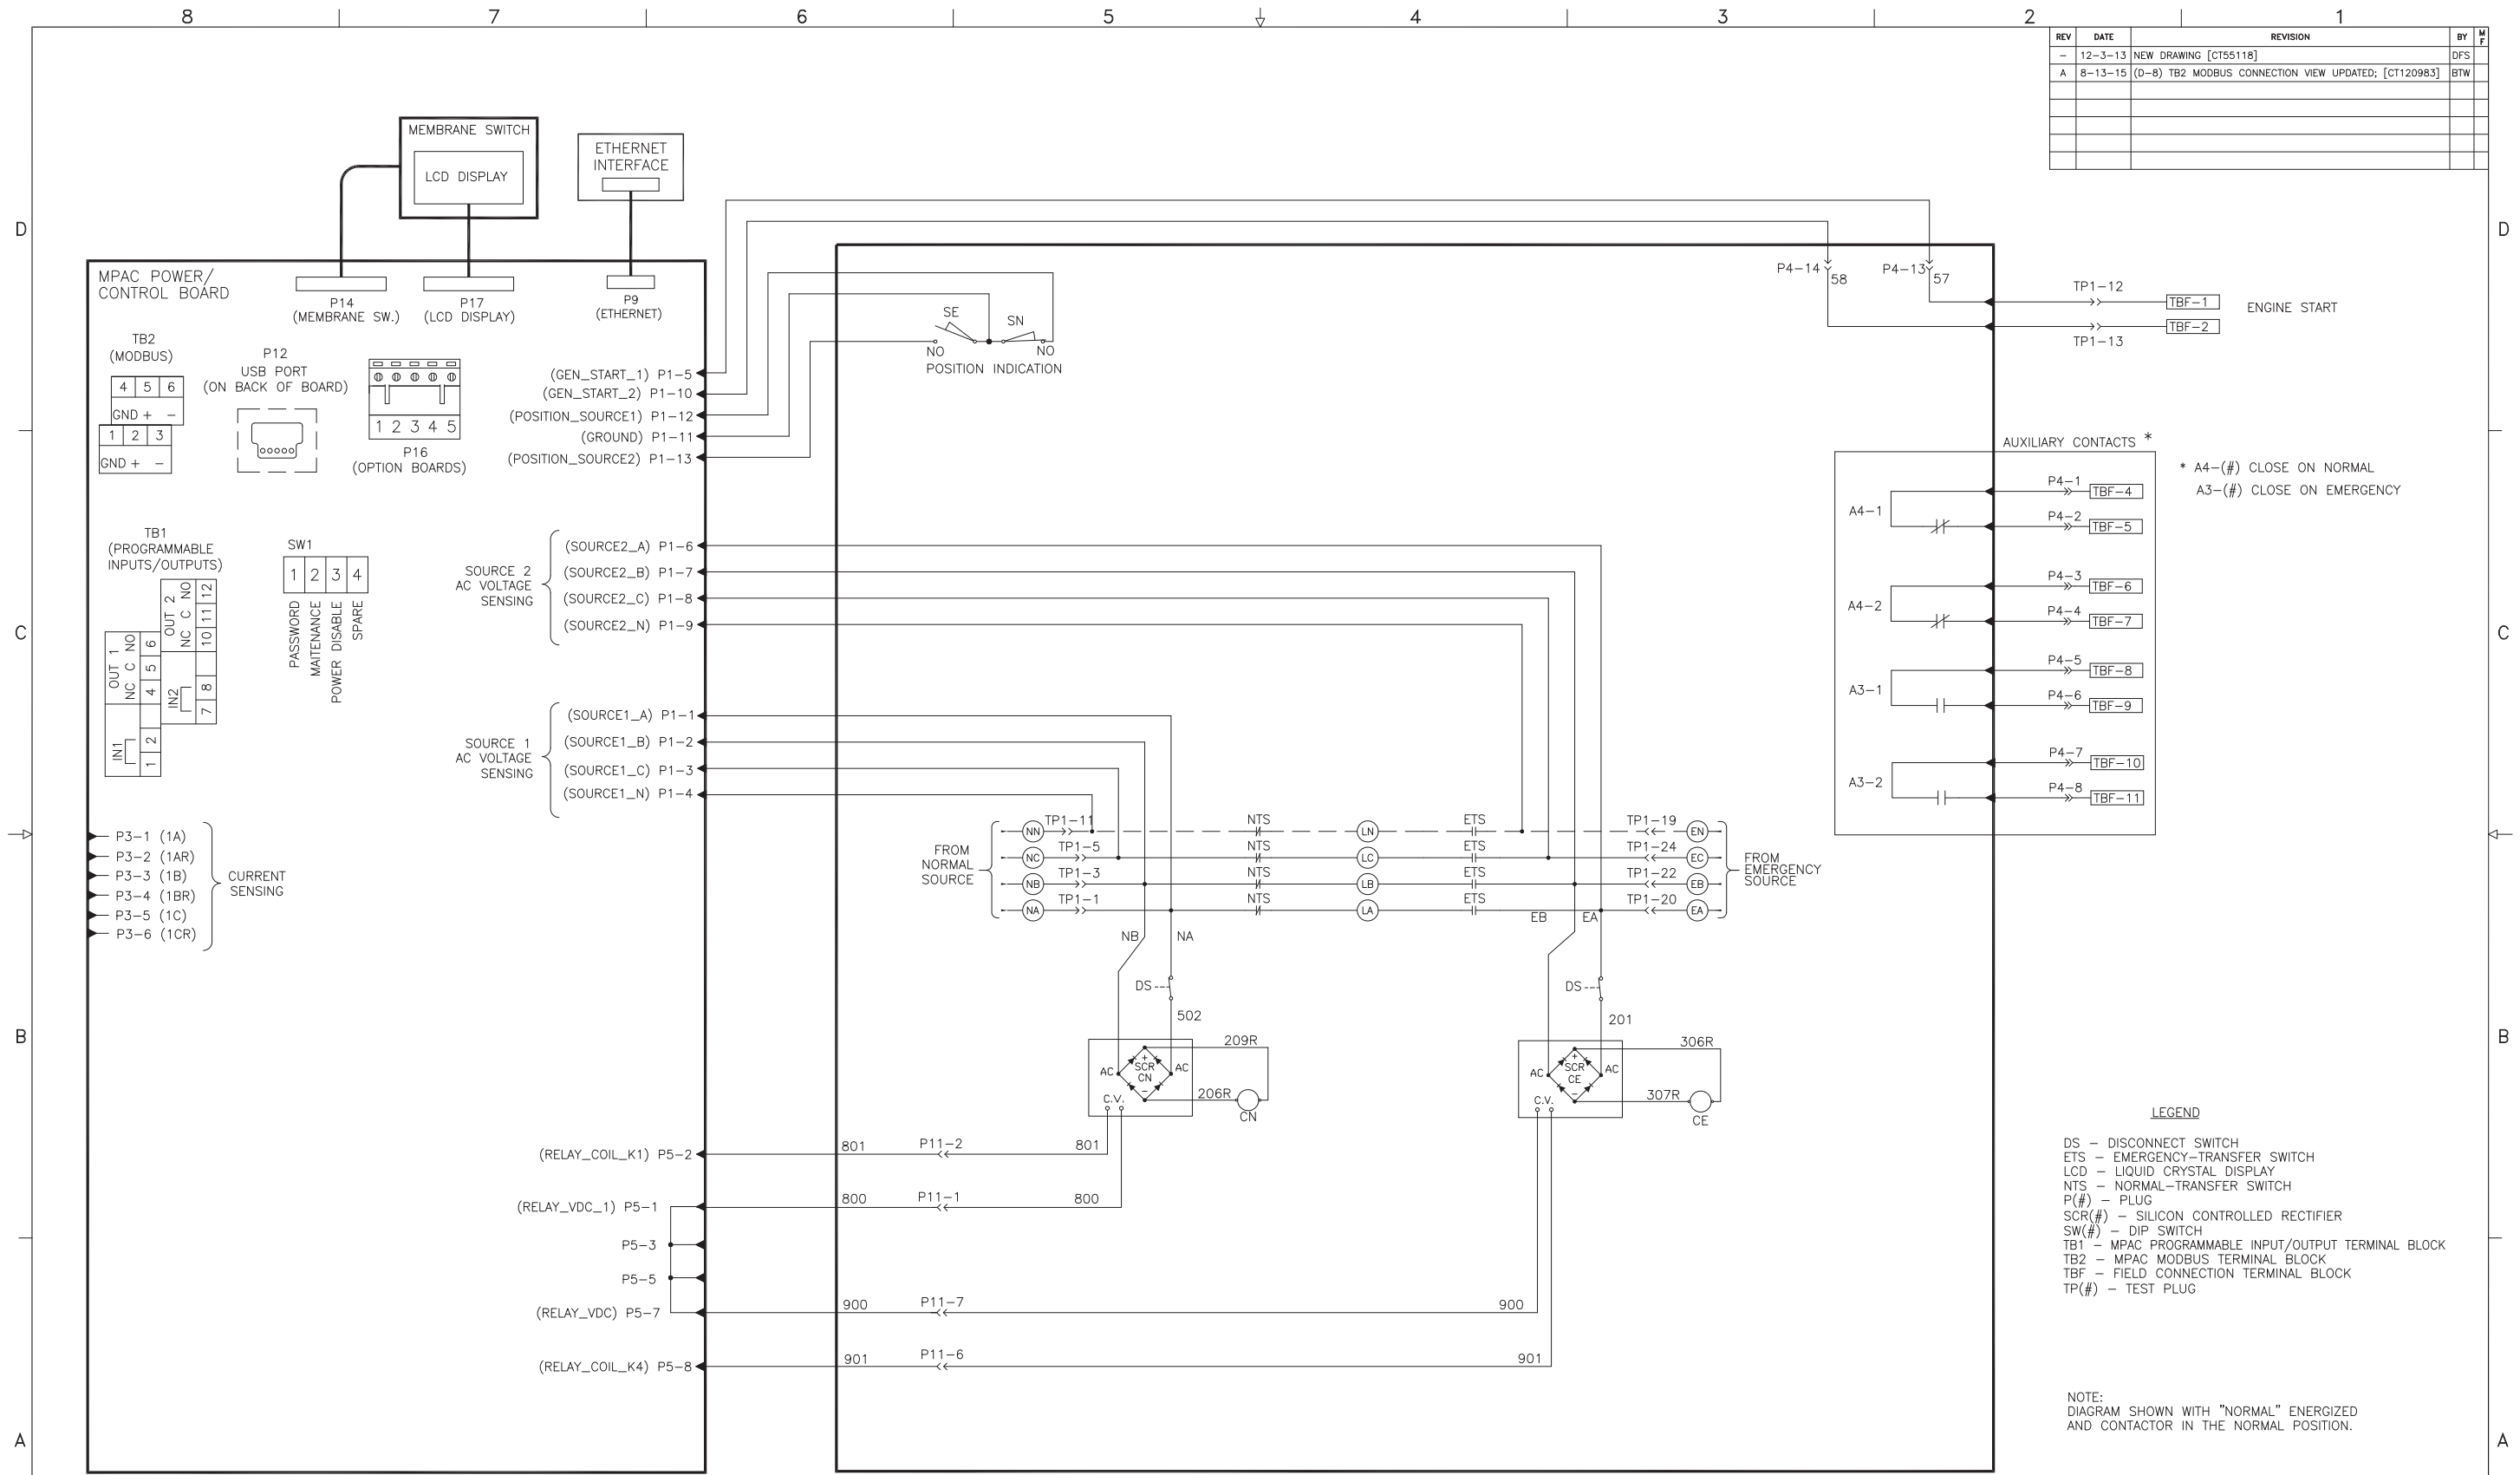 8 7 6 5 4 3 2 1
REV DATE REVISION BY M F
- 12-3-13 NEW DRAWING [CT55118] DFS
A 8-13-15 (D-8) TB2 MODBUS CONNECTION VIEW UPDATED; [CT120983] BTW
D
D
C
C
B
B
A
A
MEMBRANE SWITCH
LCD DISPLAY
ETHERNET
INTERFACE
MPAC POWER/
CONTROL BOARD
P14
(MEMBRANE SW.)
P17
(LCD DISPLAY)
P9
(ETHERNET)
TB2
(MODBUS)
4 5 6
GND + -
1 2 3
GND + -
P12
USB PORT
(ON BACK OF BOARD)
1 2 3 4 5
P16
(OPTION BOARDS)
TB1
(PROGRAMMABLE
INPUTS/OUTPUTS)
OUT 2
NC C NO
10 11 12
IN2
7 8
OUT 1
NC C NO
4 5 6
IN1
1 2
SW1
1 2 3 4
PASSWORD
MAITENANCE
POWER DISABLE
SPARE
P3-1 (1A)
P3-2 (1AR)
P3-3 (1B)
P3-4 (1BR)
P3-5 (1C)
P3-6 (1CR)
CURRENT
SENSING
(GEN_START_1) P1-5
(GEN_START_2) P1-10
(POSITION_SOURCE1) P1-12
(GROUND) P1-11
(POSITION_SOURCE2) P1-13
SOURCE 2
AC VOLTAGE
SENSING
(SOURCE2_A) P1-6
(SOURCE2_B) P1-7
(SOURCE2_C) P1-8
(SOURCE2_N) P1-9
SOURCE 1
AC VOLTAGE
SENSING
(SOURCE1_A) P1-1
(SOURCE1_B) P1-2
(SOURCE1_C) P1-3
(SOURCE1_N) P1-4
(RELAY_COIL_K1) P5-2
(RELAY_VDC_1) P5-1
P5-3
P5-5
(RELAY_VDC) P5-7
(RELAY_COIL_K4) P5-8
SE
SN
NO
NO
POSITION INDICATION
P4-14
58
P4-13
57
TP1-12
TBF-1
ENGINE START
TBF-2
TP1-13
AUXILIARY CONTACTS *
* A4-(#) CLOSE ON NORMAL
A3-(#) CLOSE ON EMERGENCY
A4-1
P4-1
TBF-4
P4-2
TBF-5
A4-2
P4-3
TBF-6
P4-4
TBF-7
A3-1
P4-5
TBF-8
P4-6
TBF-9
A3-2
P4-7
TBF-10
P4-8
TBF-11
FROM
NORMAL
SOURCE
NN TP1-11 NTS LN ETS TP1-19 EN
NC TP1-5 NTS LC ETS TP1-24 EC
NB TP1-3 NTS LB ETS TP1-22 EB
NA TP1-1 NTS LA ETS TP1-20 EA
FROM
EMERGENCY
SOURCE
NB NA
EB EA
DS
502
DS
201
AC
+
SCR
CN
-
AC
C.V.
209R
206R
CN
AC
+
SCR
CE
-
AC
C.V.
306R
307R
CE
801 P11-2 801
800 P11-1 800
900 P11-7 900
901 P11-6 901
LEGEND
DS - DISCONNECT SWITCH
ETS - EMERGENCY-TRANSFER SWITCH
LCD - LIQUID CRYSTAL DISPLAY
NTS - NORMAL-TRANSFER SWITCH
P(#) - PLUG
SCR(#) - SILICON CONTROLLED RECTIFIER
SW(#) - DIP SWITCH
TB1 - MPAC PROGRAMMABLE INPUT/OUTPUT TERMINAL BLOCK
TB2 - MPAC MODBUS TERMINAL BLOCK
TBF - FIELD CONNECTION TERMINAL BLOCK
TP(#) - TEST PLUG
NOTE:
DIAGRAM SHOWN WITH "NORMAL" ENERGIZED
AND CONTACTOR IN THE NORMAL POSITION.